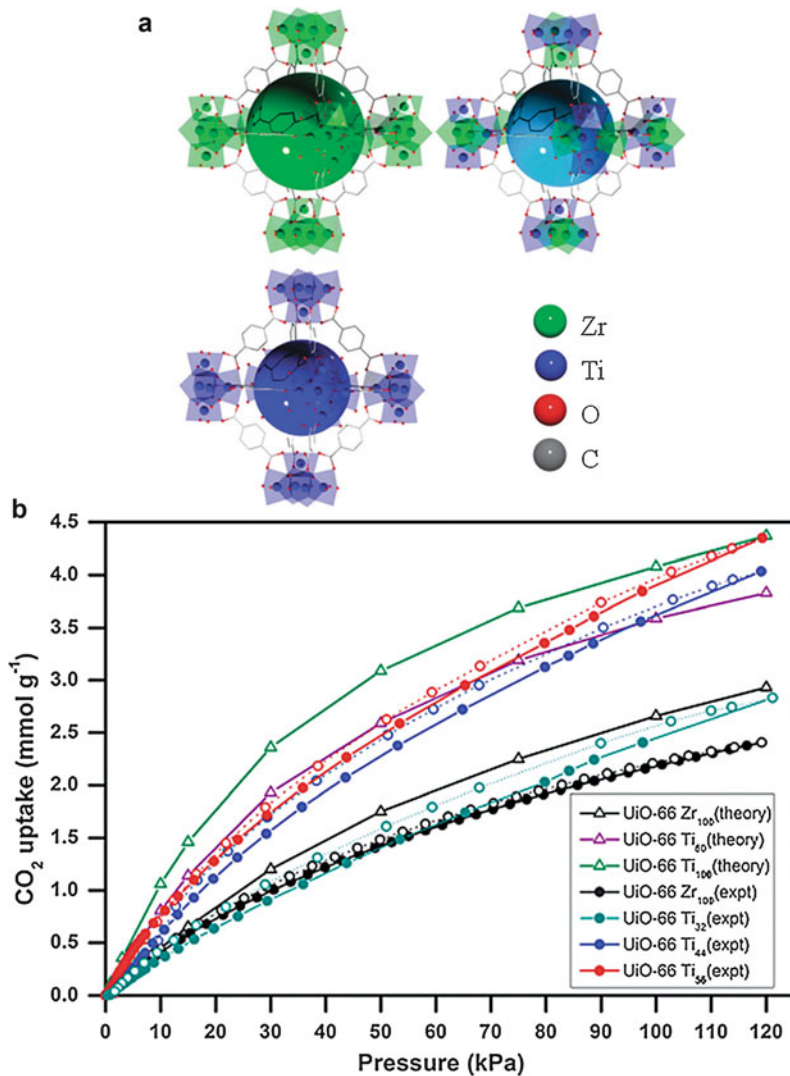 a
Zr
Ti
O
C
b
4.5
4.0
3.5
3.0
2.5
2.0
1.5
1.0
0.5
0.0
CO₂ uptake (mmol g⁻¹)
UiO-66 Zr₁₀₀(theory)
UiO-66 Ti₅₀(theory)
UiO-66 Ti₁₀₀(theory)
UiO-66 Zr₁₀₀(expt)
UiO-66 Ti₃₂(expt)
UiO-66 Ti₄₄(expt)
UiO-66 Ti₅₆(expt)
0 10 20 30 40 50 60 70 80 90 100 110 120
Pressure (kPa)